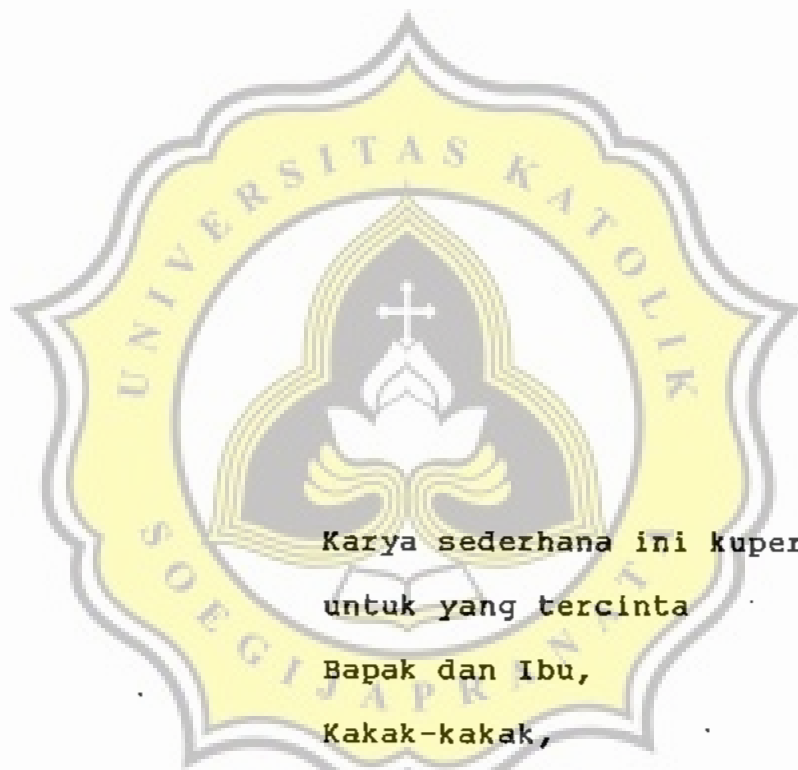 UNIVERSITAS KATOLIK
SOEGIJAPRANATA
Karya sederhana ini kuper
untuk yang tercinta
Bapak dan Ibu,
Kakak-kakak,